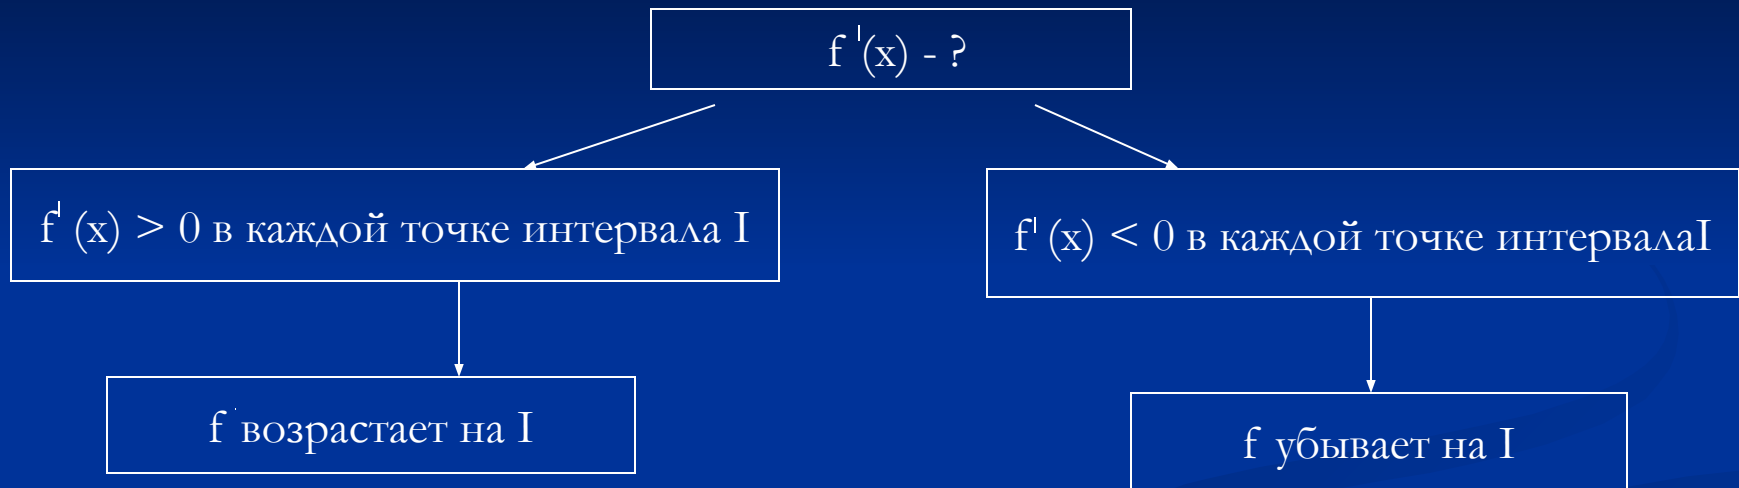 f '(x) - ?
f' (x) > 0 в каждой точке интервала I
f' (x) < 0 в каждой точке интервалаI
f возрастает на I
f убывает на I